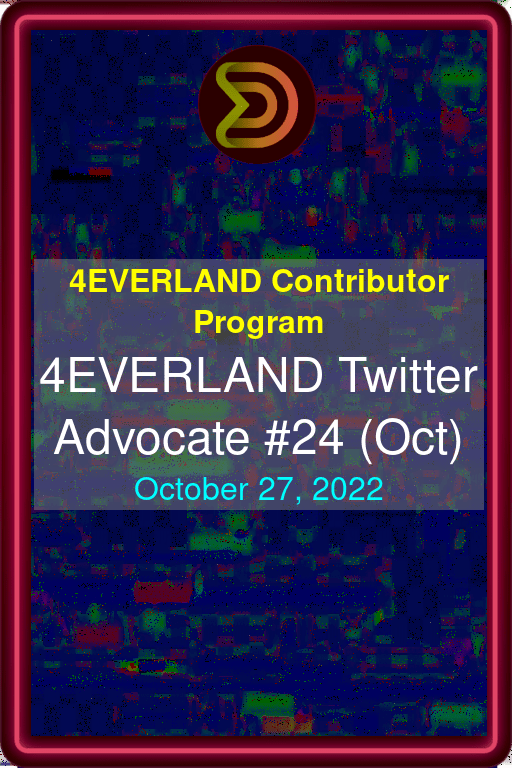 4EVERLAND Contributor
Program
4EVERLAND Twitter
Advocate #24 (Oct)
October 27, 2022